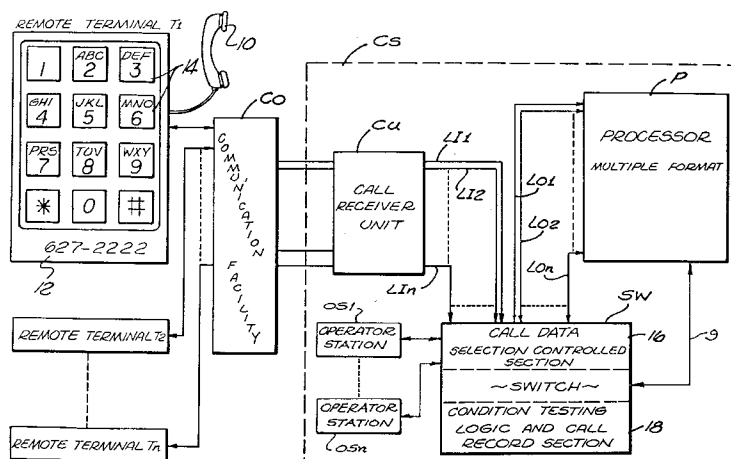 REMOTE TERMINAL T1
10
1
ABC
2
DEF
3
14
GHI
4
JKL
5
MNO
6
PRS
7
TUV
8
WXY
9
*
0
#
627-2222
12
REMOTE TERMINAL T2
REMOTE TERMINAL Tn
CO
COMMUNICATION FACILITY
CS
CU
CALL
RECEIVER
UNIT
LI1
LI2
LIn
LO1
LO2
LOn
P
PROCESSOR
MULTIPLE FORMAT
9
SW
OS1
OPERATOR
STATION
OPERATOR
STATION
OSn
CALL DATA
SELECTION CONTROLLED
SECTION
16
~SWITCH~
CONDITION TESTING
LOGIC AND CALL
RECORD SECTION
18